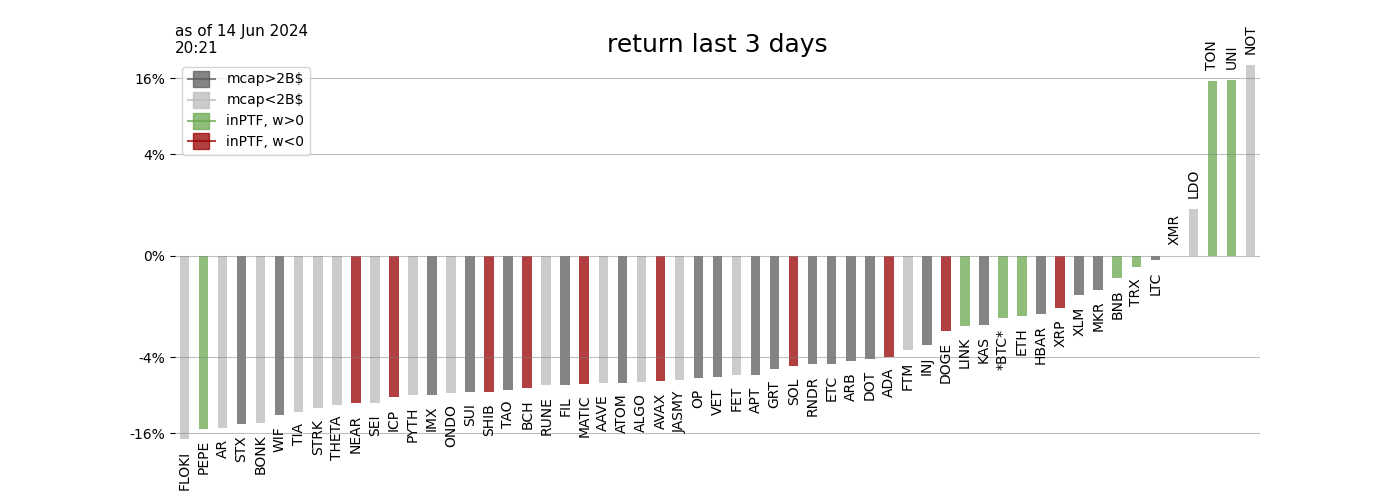 as of 14 Jun 2024
20:21
return last 3 days
mcap>2B$
mcap<2B$
inPTF, w>0
inPTF, w<0
16%
4%
0%
-4%
-16%
FLOKI
PEPE
AR
STX
BONK
WIF
TIA
STRK
THETA
NEAR
SEI
ICP
PYTH
IMX
ONDO
SUI
SHIB
TAO
BCH
RUNE
FIL
MATIC
AAVE
ATOM
ALGO
AVAX
JASMY
OP
VET
FET
APT
GRT
SOL
RNDR
ETC
ARB
DOT
ADA
FTM
INJ
DOGE
LINK
KAS
*BTC*
ETH
HBAR
XRP
XLM
MKR
BNB
TRX
LTC
XMR
LDO
TON
UNI
NOT